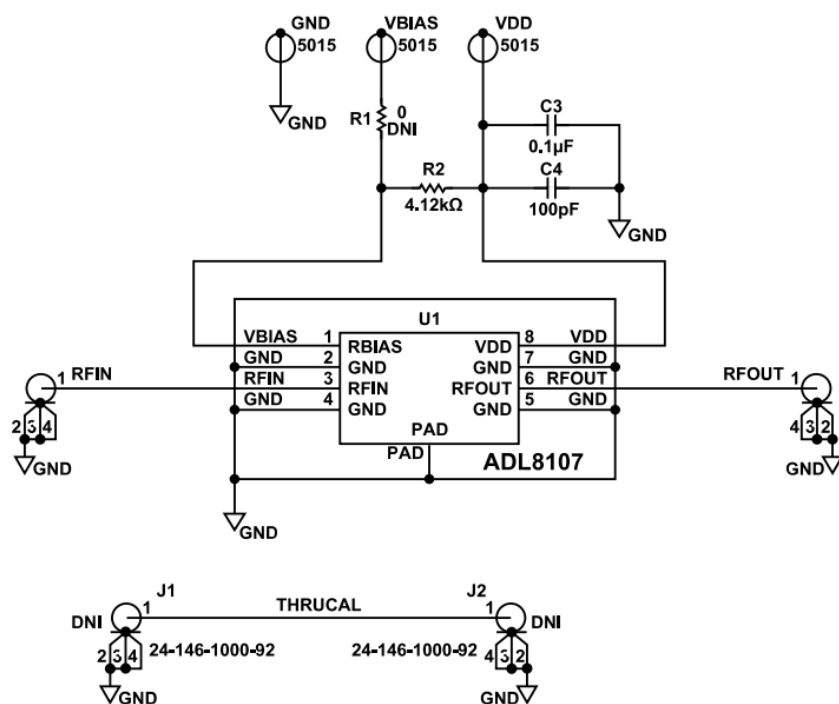 GND
5015
VBIAS
5015
VDD
5015
GND
R1
0
DNI
C3
0.1µF
R2
4.12kΩ
C4
100pF
GND
U1
VBIAS 1 RBIAS
GND 2 GND
RFIN 3 RFIN
GND 4 GND
VDD 8 VDD
GND 7 GND
RFOUT 6 RFOUT
GND 5 GND
PAD
PAD
ADL8107
1 RFIN
2 3 4
GND
RFOUT 1
4 3 2
GND
GND
J1
1
DNI
24-146-1000-92
2 3 4
GND
THRUCAL
J2
1
DNI
24-146-1000-92
4 3 2
GND